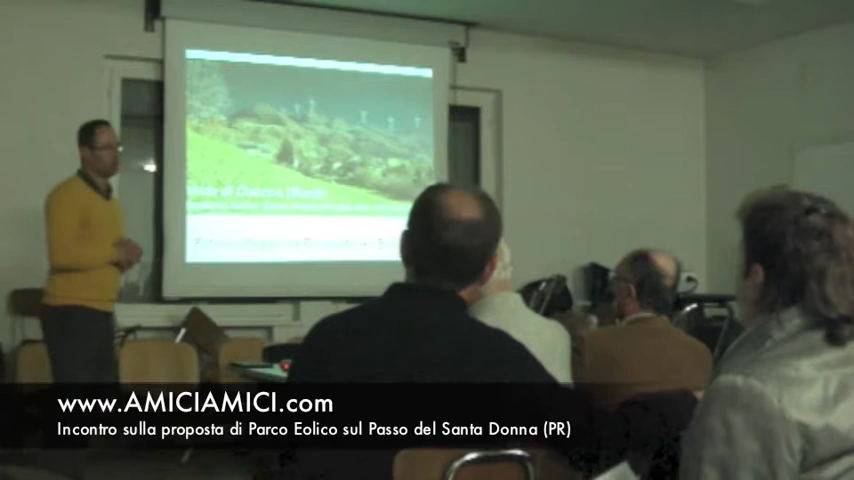 www.AMICIAMICI.com
Incontro sulla proposta di Parco Eolico sul Passo del Santa Donna (PR)